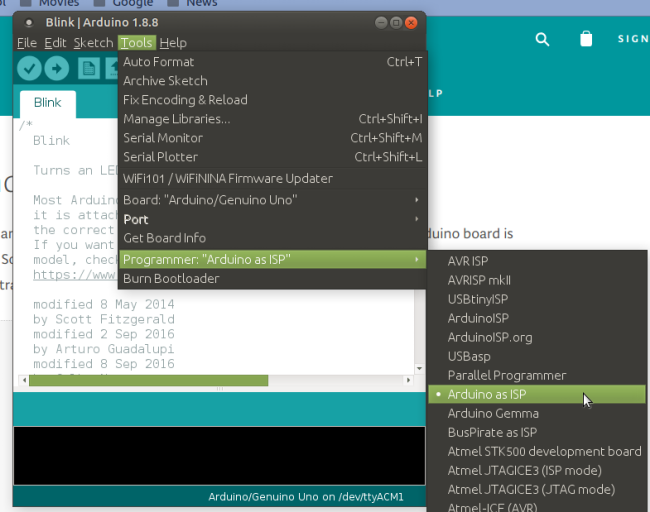 Movies
Google
News
Blink | Arduino 1.8.8
File Edit Sketch Tools Help
SIGN
Auto Format Ctrl+T
Archive Sketch
Fix Encoding & Reload
Manage Libraries... Ctrl+Shift+I
Serial Monitor Ctrl+Shift+M
Serial Plotter Ctrl+Shift+L
WiFi101 / WiFiNINA Firmware Updater
Board: "Arduino/Genuino Uno"
Port
Get Board Info
Programmer: "Arduino as ISP"
Burn Bootloader
LP
Blink
/*
Blink
Turns an LE
Most Arduin
it is attac
the correct
If you want
model, chec
https://www
modified 8 May 2014
by Scott Fitzgerald
modified 2 Sep 2016
by Arturo Guadalupi
modified 8 Sep 2016
duino board is
AVR ISP
AVRISP mkII
USBtinyISP
ArduinoISP
ArduinoISP.org
USBasp
Parallel Programmer
Arduino as ISP
Arduino Gemma
BusPirate as ISP
Atmel STK500 development board
Atmel JTAGICE3 (ISP mode)
Atmel JTAGICE3 (JTAG mode)
Atmel-ICE (AVR)
Arduino/Genuino Uno on /dev/ttyACM1